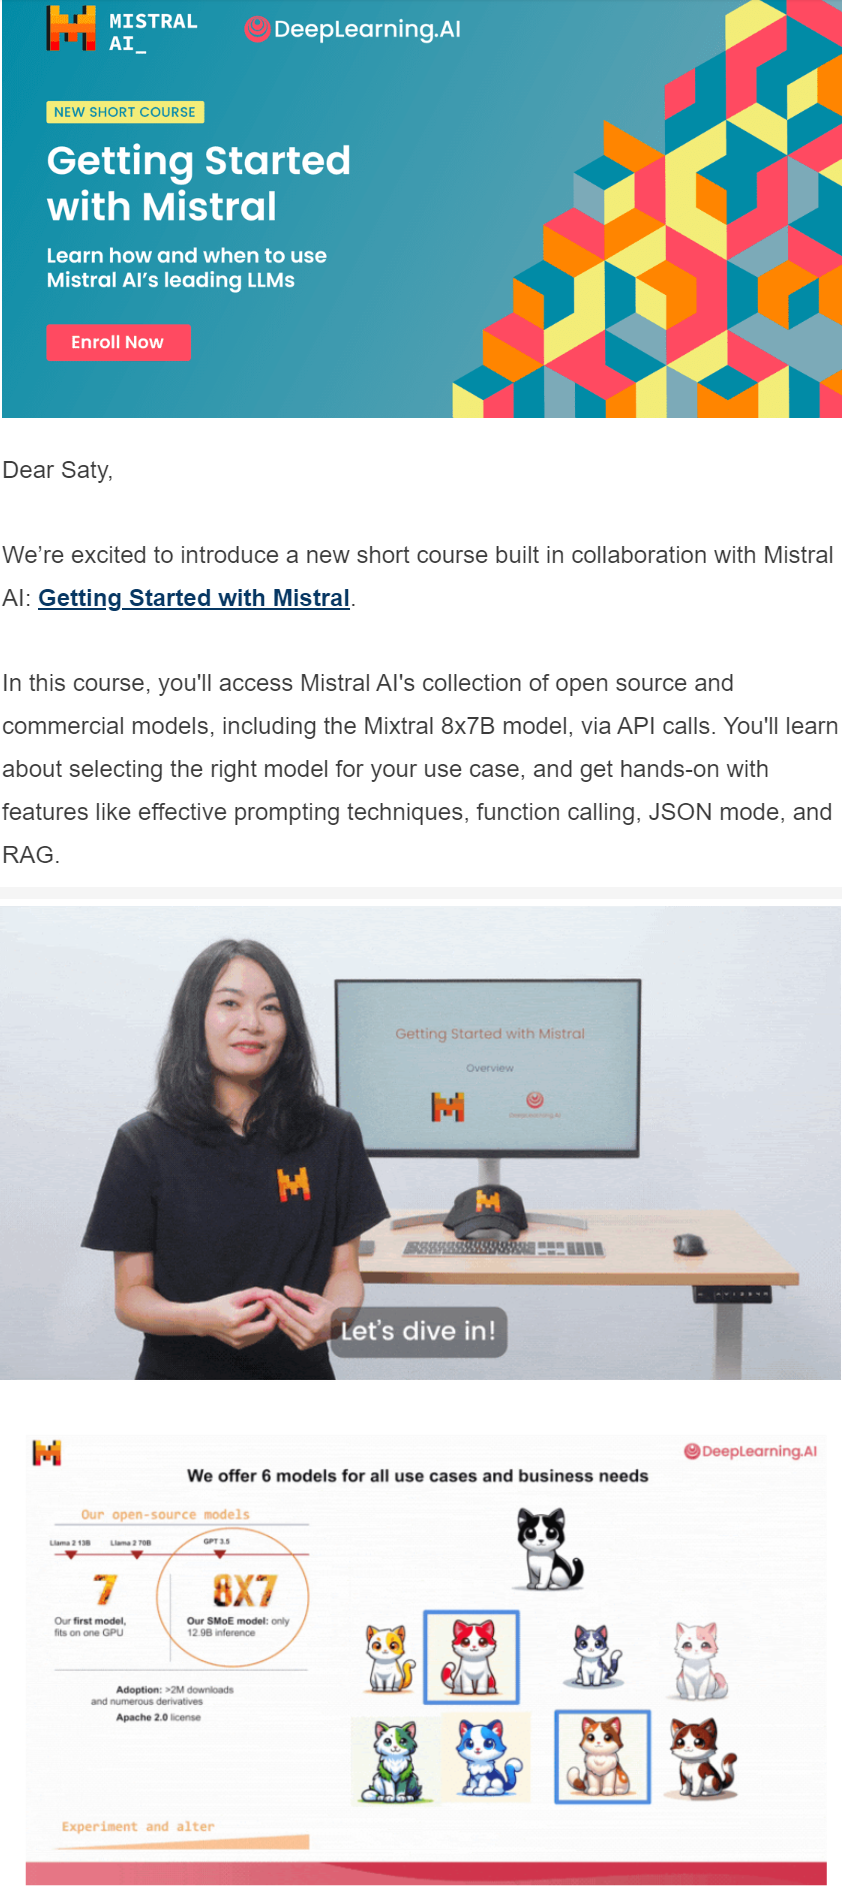 MISTRAL
AI_
DeepLearning.AI
NEW SHORT COURSE
Getting Started
with Mistral
Learn how and when to use
Mistral AI's leading LLMs
Enroll Now
Dear Saty,
We're excited to introduce a new short course built in collaboration with Mistral
AI: Getting Started with Mistral.
In this course, you'll access Mistral AI's collection of open source and
commercial models, including the Mixtral 8x7B model, via API calls. You'll learn
about selecting the right model for your use case, and get hands-on with
features like effective prompting techniques, function calling, JSON mode, and
RAG.
Getting Started with Mistral
Overview
DeepLearning.AI
Let's dive in!
DeepLearning.AI
We offer 6 models for all use cases and business needs
Our open-source models
Llama 2 13B Llama 2 70B GPT 3.5
7 8X7
Our first model, Our SMoE model: only
fits on one GPU 12.9B inference
Adoption: >2M downloads
and numerous derivatives
Apache 2.0 license
Experiment and alter